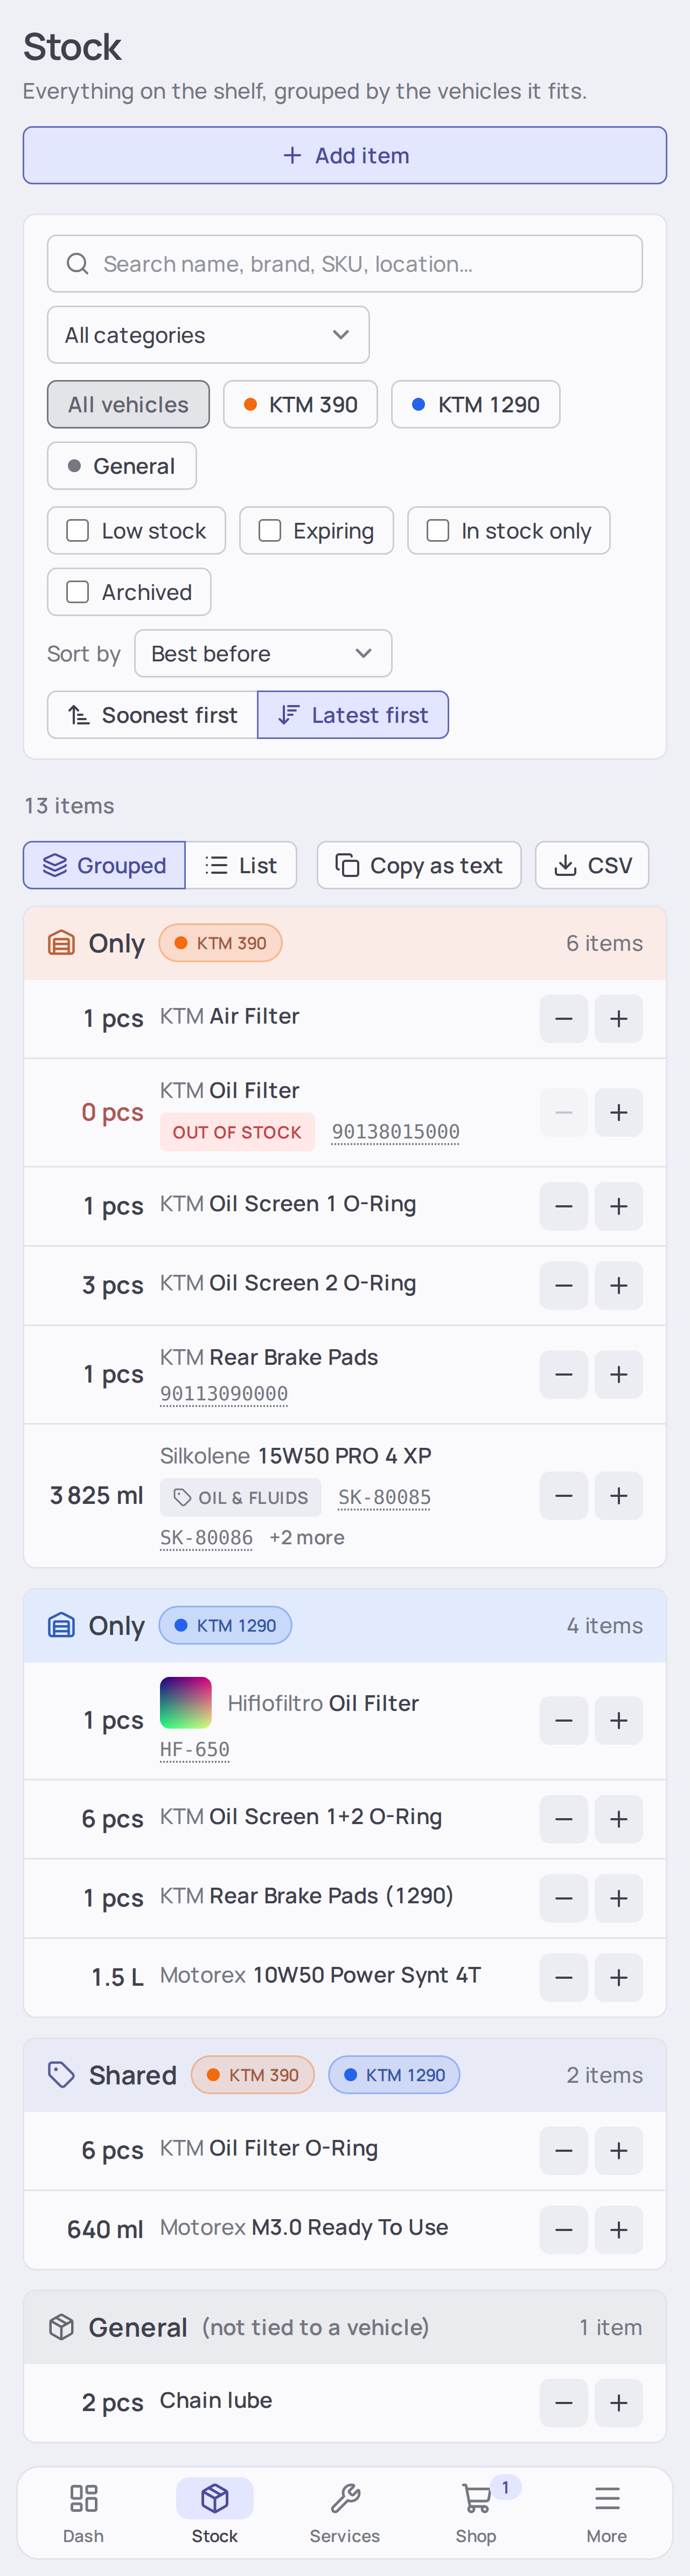 Stock
Everything on the shelf, grouped by the vehicles it fits.
+ Add item
Search name, brand, SKU, location…
All categories
All vehicles KTM 390 KTM 1290
General
Low stock Expiring In stock only
Archived
Sort by Best before
Soonest first Latest first
13 items
Grouped List Copy as text CSV
Only KTM 390 6 items
1 pcs KTM Air Filter
0 pcs KTM Oil Filter
OUT OF STOCK 90138015000
1 pcs KTM Oil Screen 1 O-Ring
3 pcs KTM Oil Screen 2 O-Ring
1 pcs KTM Rear Brake Pads
90113090000
Silkolene 15W50 PRO 4 XP
3 825 ml OIL & FLUIDS SK-80085
SK-80086 +2 more
Only KTM 1290 4 items
1 pcs Hiflofiltro Oil Filter
HF-650
6 pcs KTM Oil Screen 1+2 O-Ring
1 pcs KTM Rear Brake Pads (1290)
1.5 L Motorex 10W50 Power Synt 4T
Shared KTM 390 KTM 1290 2 items
6 pcs KTM Oil Filter O-Ring
640 ml Motorex M3.0 Ready To Use
General (not tied to a vehicle) 1 item
2 pcs Chain lube
1
Dash Stock Services Shop More